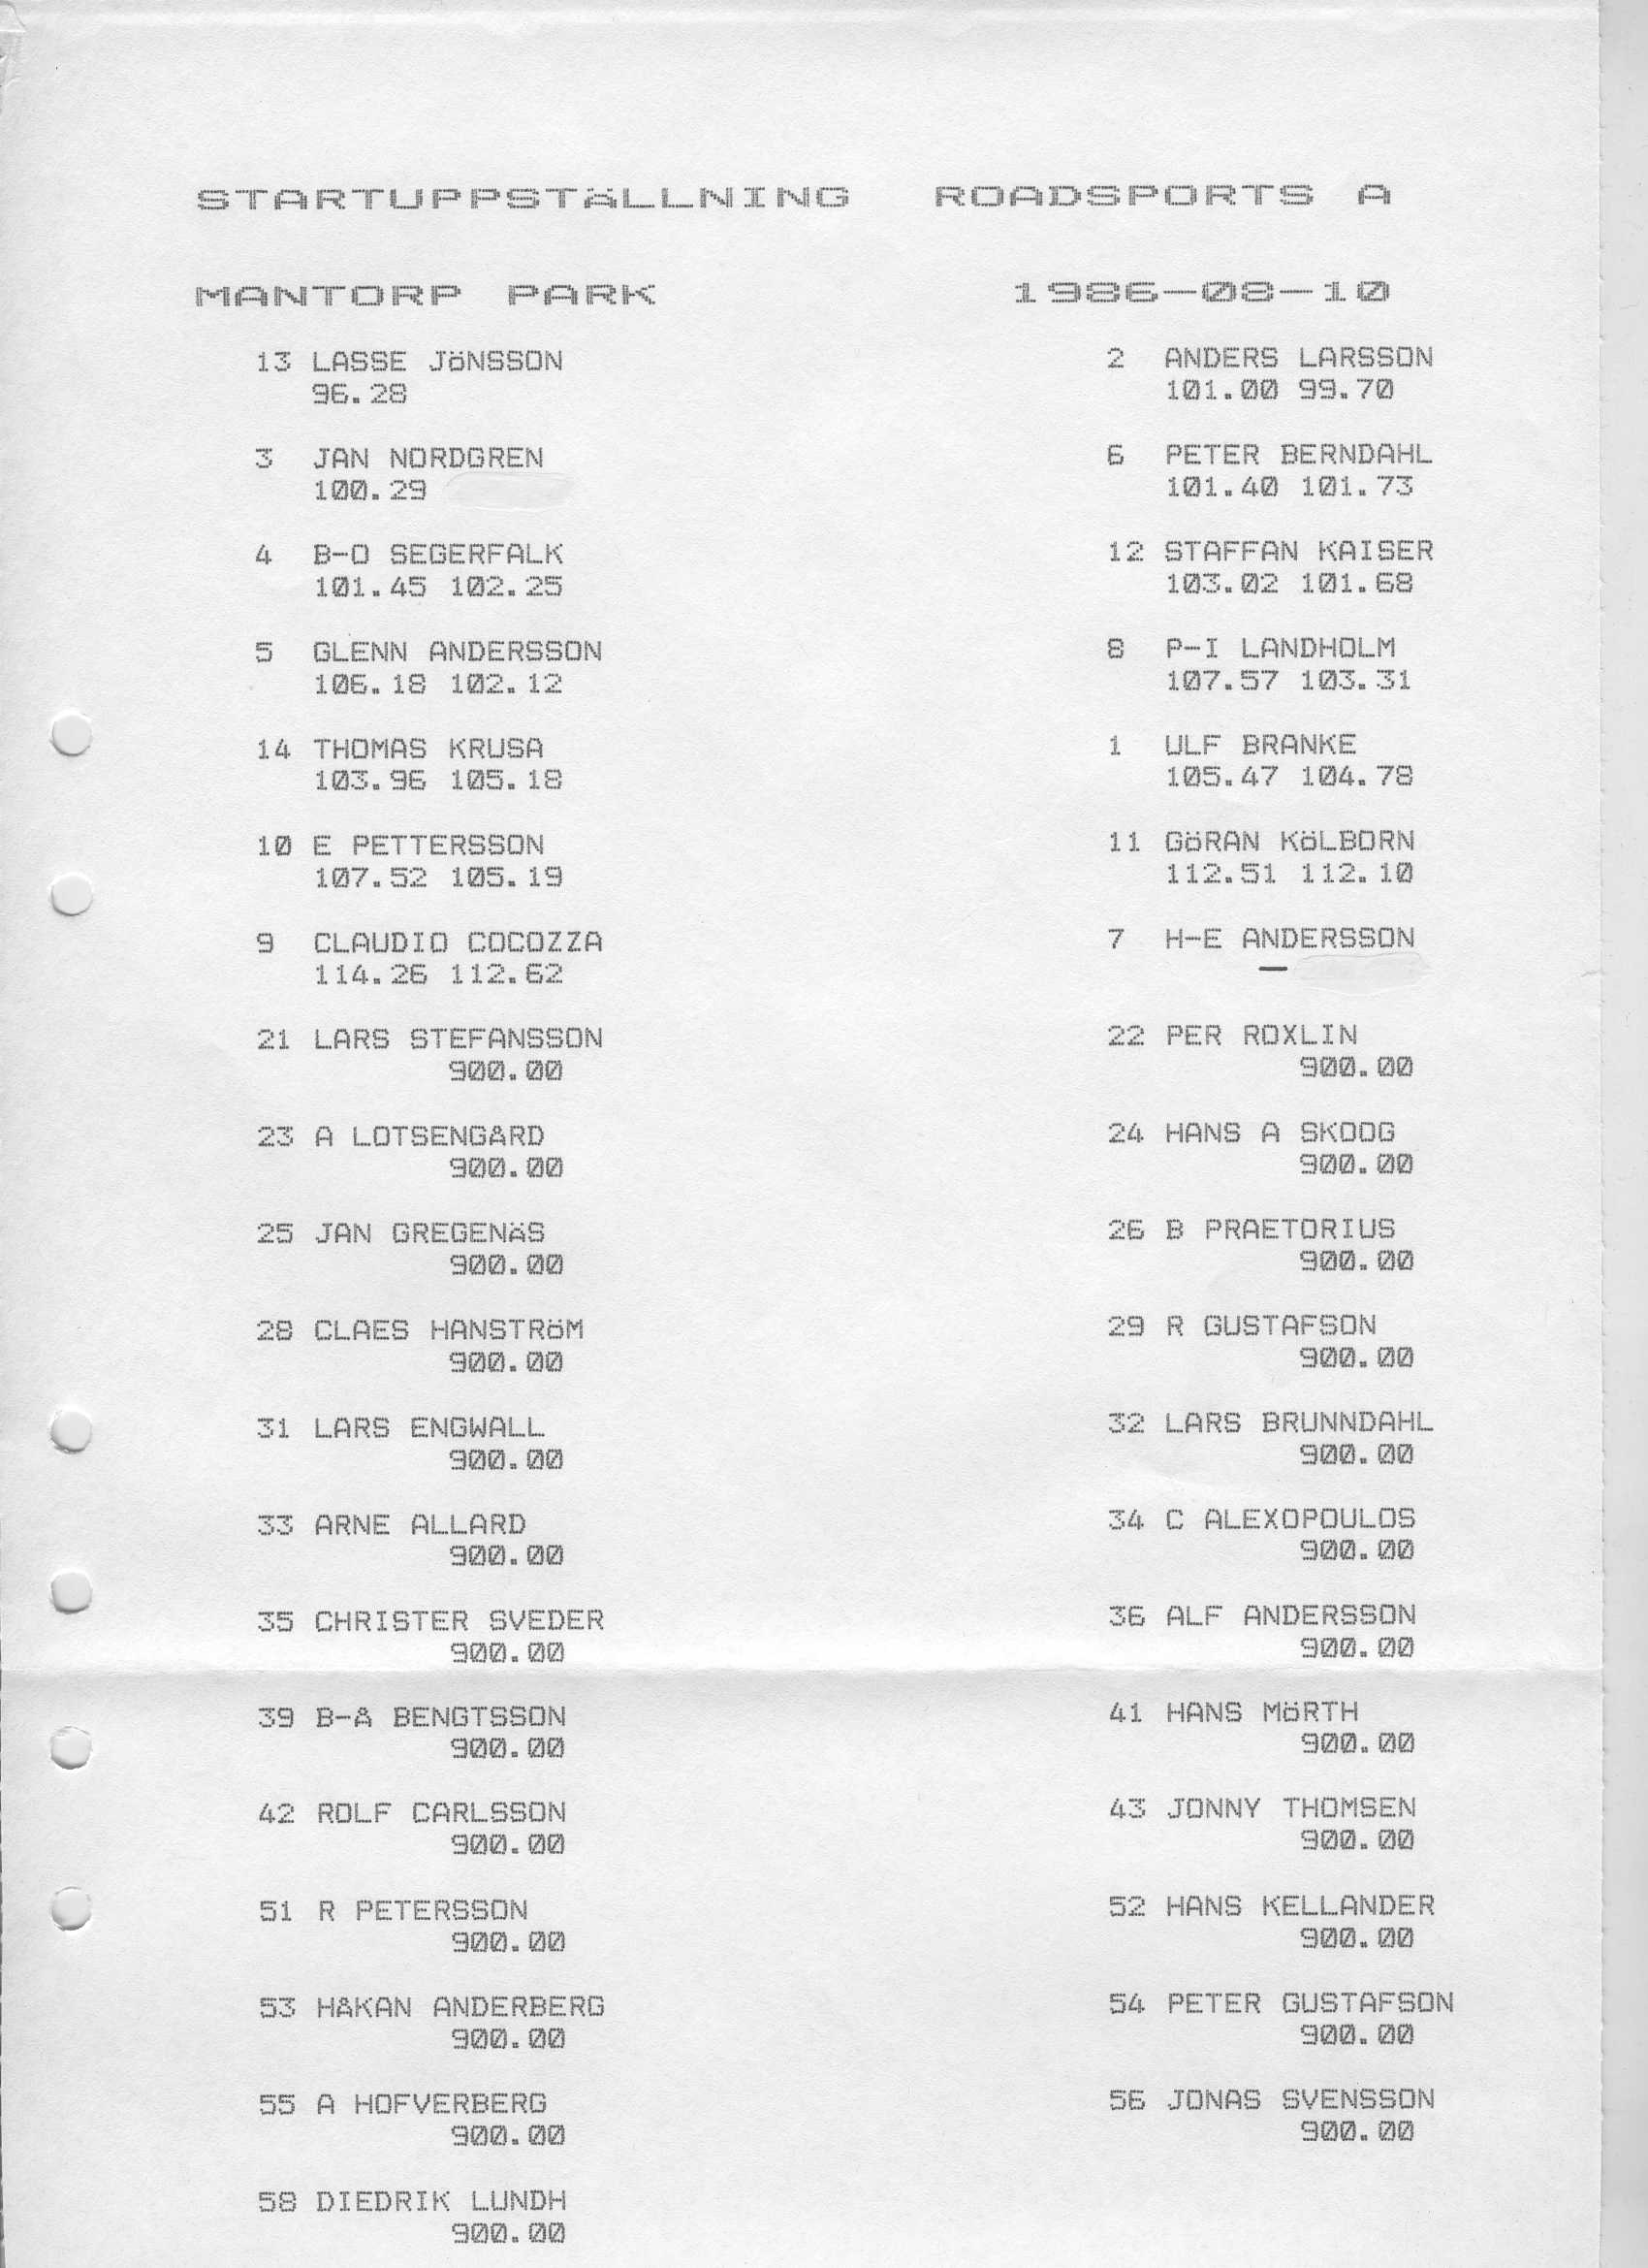 STARTUPPSTÄLLNING ROADSPORTS A
MANTORP PARK 1986-08-10
13 LASSE JÖNSSON 2 ANDERS LARSSON
96.28 101.00 99.70
3 JAN NORDGREN 6 PETER BERNDAHL
100.29 101.40 101.73
4 B-O SEGERFALK 12 STAFFAN KAISER
101.45 102.25 103.02 101.68
5 GLENN ANDERSSON 8 P-I LANDHOLM
106.18 102.12 107.57 103.31
14 THOMAS KRUSA 1 ULF BRANKE
103.96 105.18 105.47 104.78
10 E PETTERSSON 11 GÖRAN KÖLBORN
107.52 105.19 112.51 112.10
9 CLAUDIO COCOZZA 7 H-E ANDERSSON
114.26 112.62 —
21 LARS STEFANSSON 22 PER ROXLIN
900.00 900.00
23 A LOTSENGÅRD 24 HANS A SKOOG
900.00 900.00
25 JAN GREGENÄS 26 B PRAETORIUS
900.00 900.00
28 CLAES HANSTRÖM 29 R GUSTAFSON
900.00 900.00
31 LARS ENGWALL 32 LARS BRUNNDAHL
900.00 900.00
33 ARNE ALLARD 34 C ALEXOPOULOS
900.00 900.00
35 CHRISTER SVEDER 36 ALF ANDERSSON
900.00 900.00
39 B-Å BENGTSSON 41 HANS MÖRTH
900.00 900.00
42 ROLF CARLSSON 43 JONNY THOMSEN
900.00 900.00
51 R PETERSSON 52 HANS KELLANDER
900.00 900.00
53 HÅKAN ANDERBERG 54 PETER GUSTAFSON
900.00 900.00
55 A HOFVERBERG 56 JONAS SVENSSON
900.00 900.00
58 DIEDRIK LUNDH
900.00